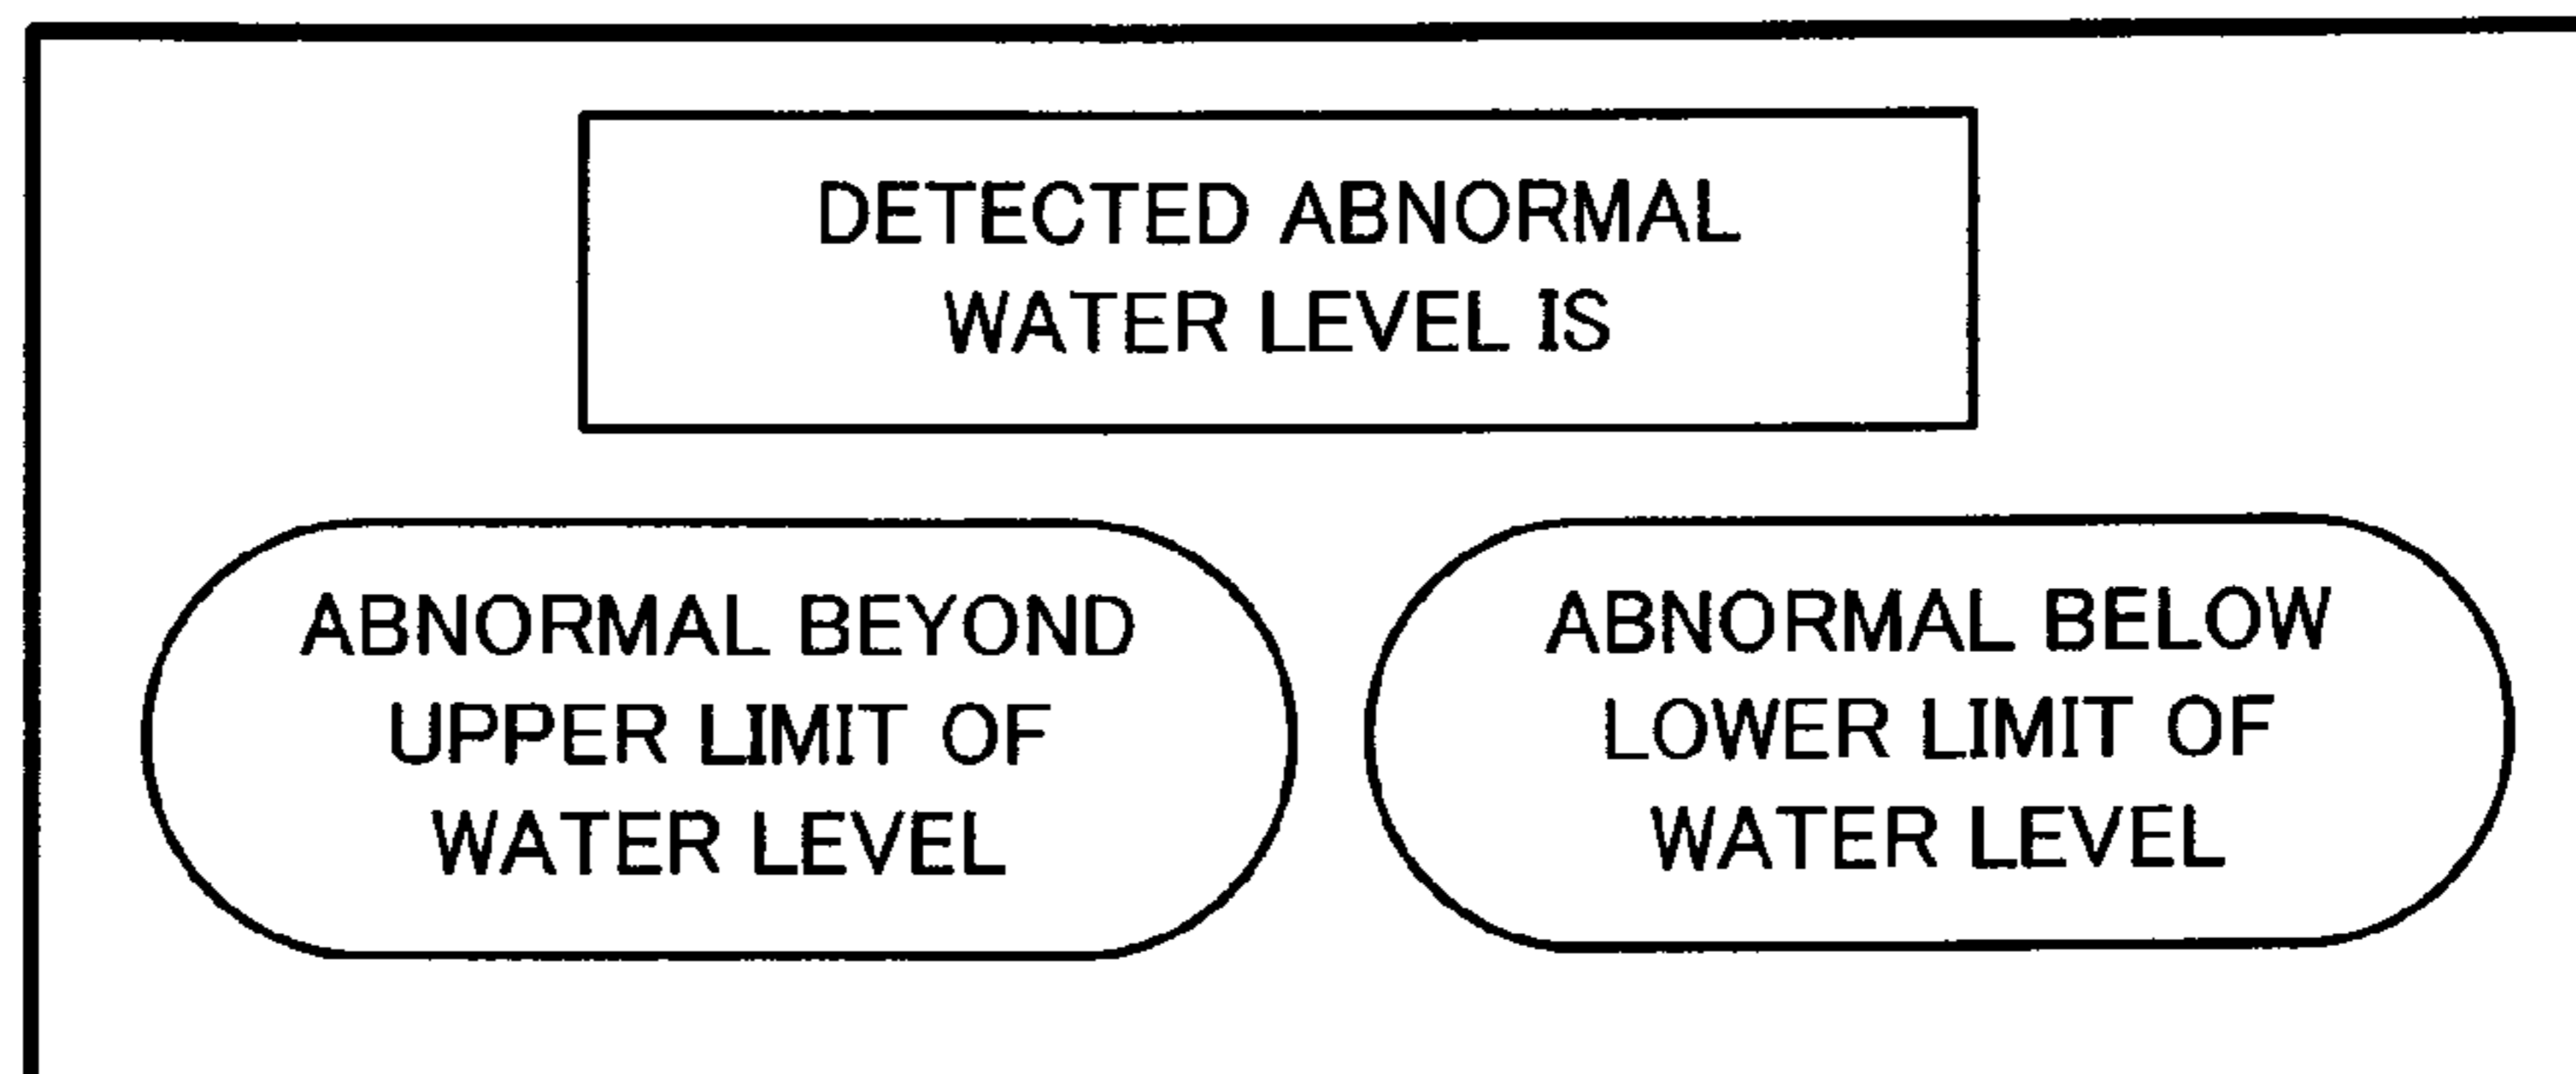 DETECTED ABNORMAL
WATER LEVEL IS
ABNORMAL BEYOND
UPPER LIMIT OF
WATER LEVEL
ABNORMAL BELOW
LOWER LIMIT OF
WATER LEVEL